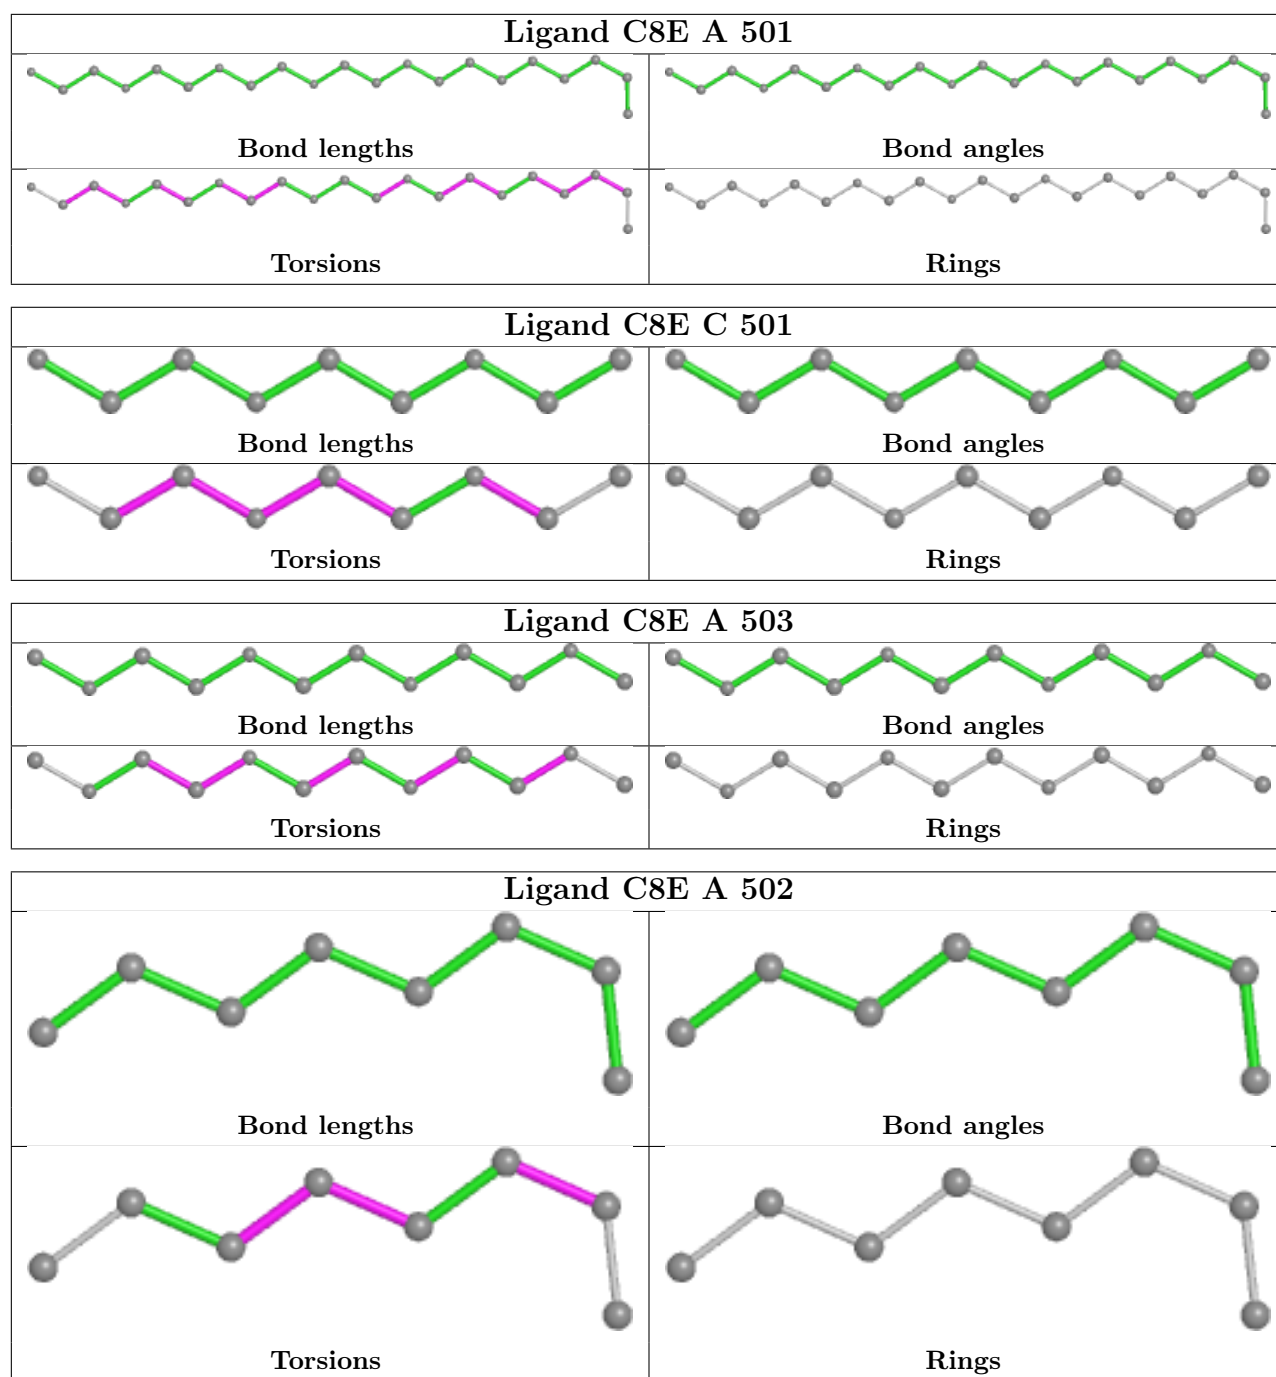 Ligand C8E A 501
Bond lengths
Bond angles
Torsions
Rings
Ligand C8E C 501
Bond lengths
Bond angles
Torsions
Rings
Ligand C8E A 503
Bond lengths
Bond angles
Torsions
Rings
Ligand C8E A 502
Bond lengths
Bond angles
Torsions
Rings